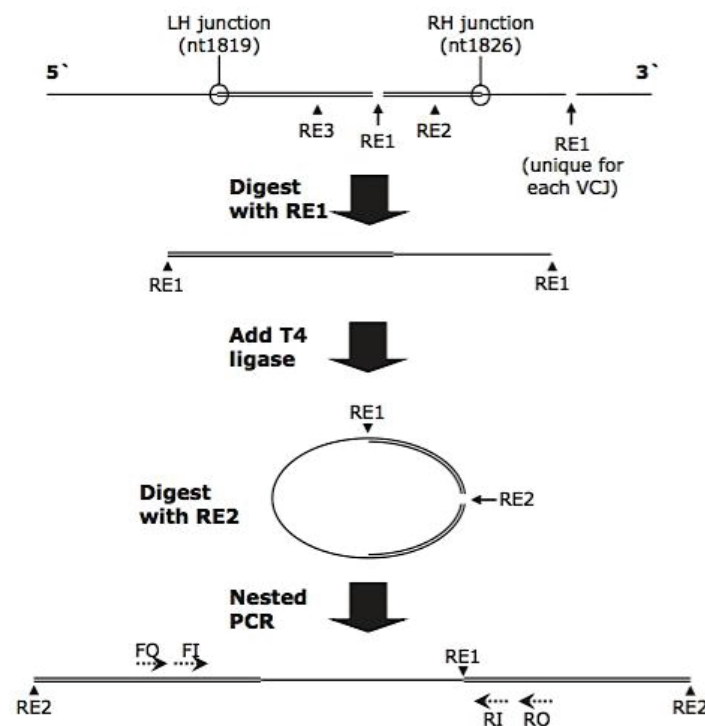 LH junction
(nt1819)
RH junction
(nt1826)
5`
3`
RE3
RE1
RE2
RE1
(unique for
each VCJ)
Digest
with RE1
RE1
RE1
Add T4
ligase
RE1
Digest
with RE2
RE2
Nested
PCR
FO
FI
RE1
RE2
RE2
RI
RO